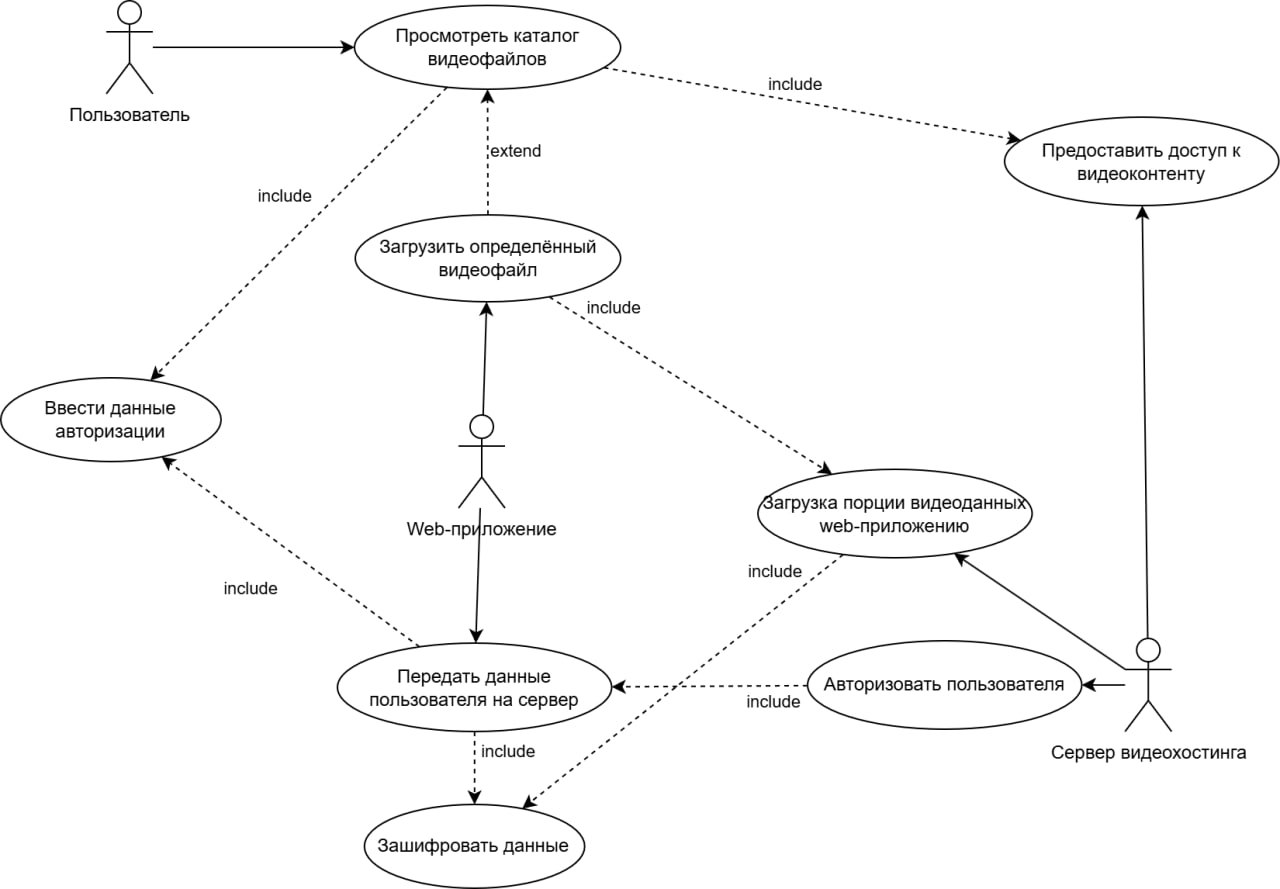 Просмотреть каталог
видеофайлов
Пользователь
include
Предоставить доступ к
видеоконтенту
extend
include
Загрузить определённый
видеофайл
include
Ввести данные
авторизации
Web-приложение
Загрузка порции видеоданных
web-приложению
include
include
Передать данные
пользователя на сервер
Авторизовать пользователя
include
Сервер видеохостинга
include
Зашифровать данные